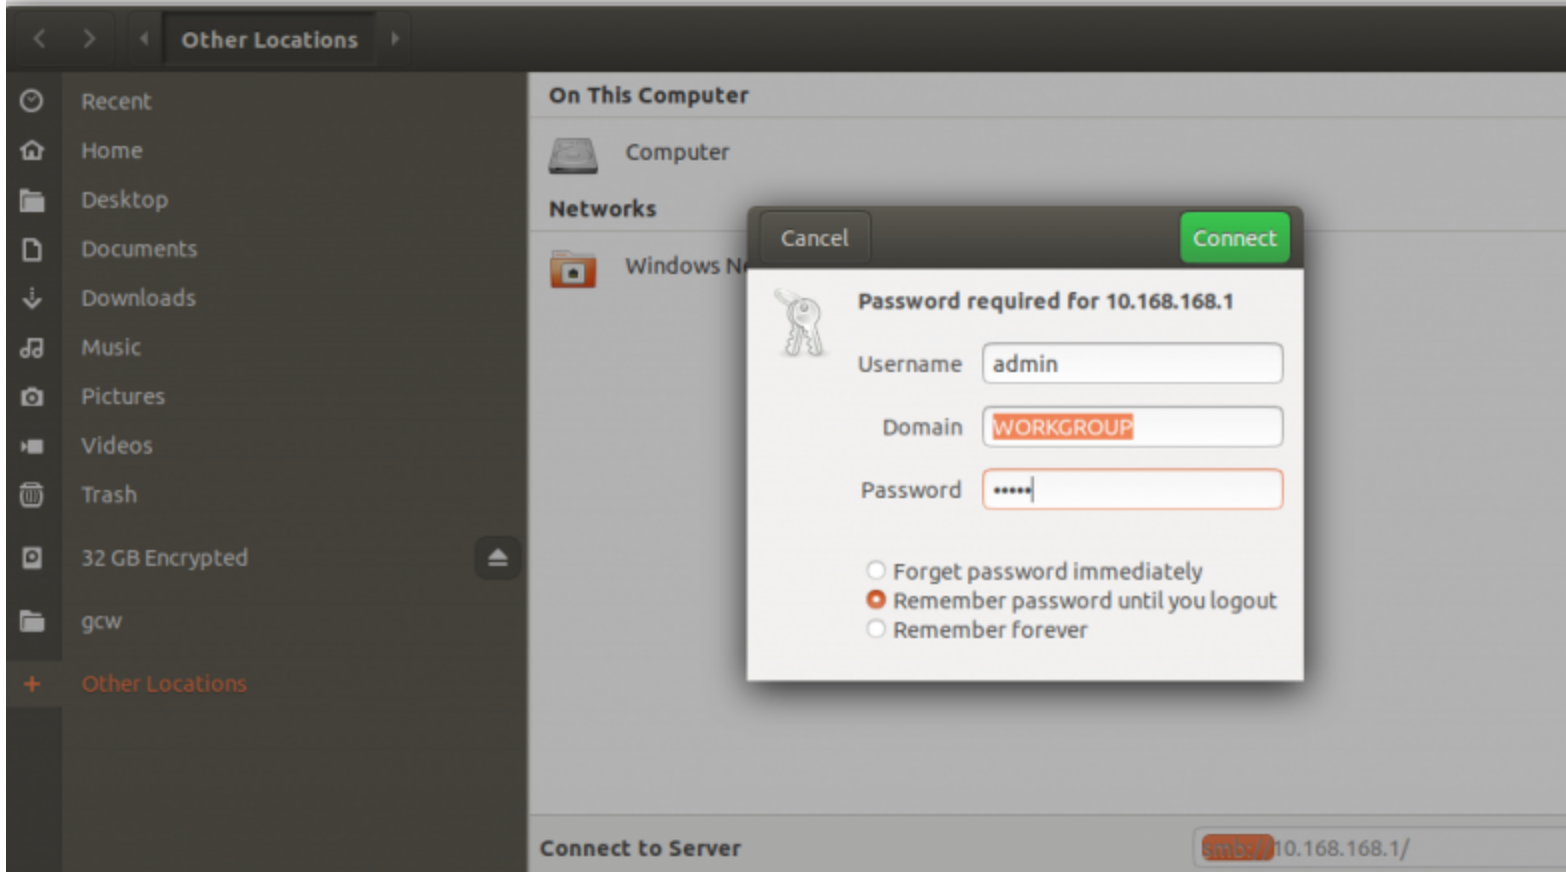 Other Locations
Recent
Home
Desktop
Documents
Downloads
Music
Pictures
Videos
Trash
32 GB Encrypted
gcw
Other Locations
On This Computer
Computer
Networks
Windows Ne
Cancel
Connect
Password required for 10.168.168.1
Username admin
Domain WORKGROUP
Password •••••
Forget password immediately
Remember password until you logout
Remember forever
Connect to Server
smb://10.168.168.1/